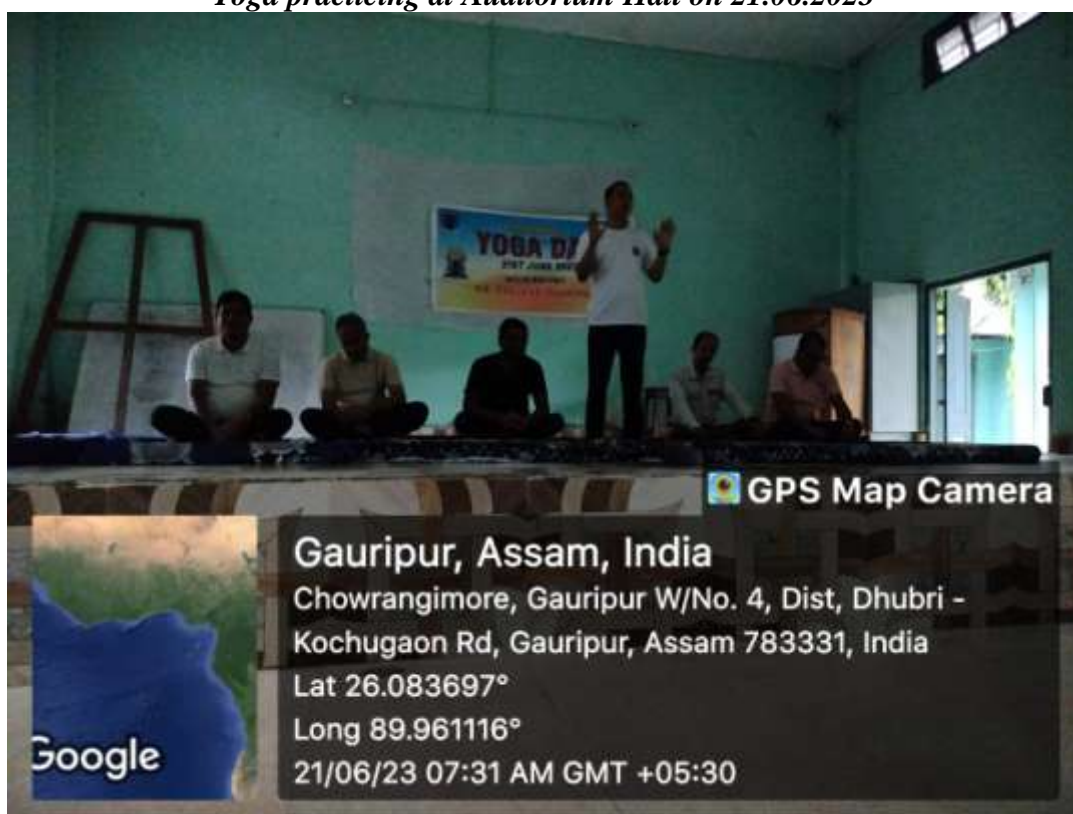 Yoga practicing at Auditorium Hall on 21.06.2023
YOGA DA
21ST JUNE
GPS Map Camera
Gauripur, Assam, India
Chowrangimore, Gauripur W/No. 4, Dist, Dhubri -
Kochugaon Rd, Gauripur, Assam 783331, India
Lat 26.083697°
Long 89.961116°
21/06/23 07:31 AM GMT +05:30
Google